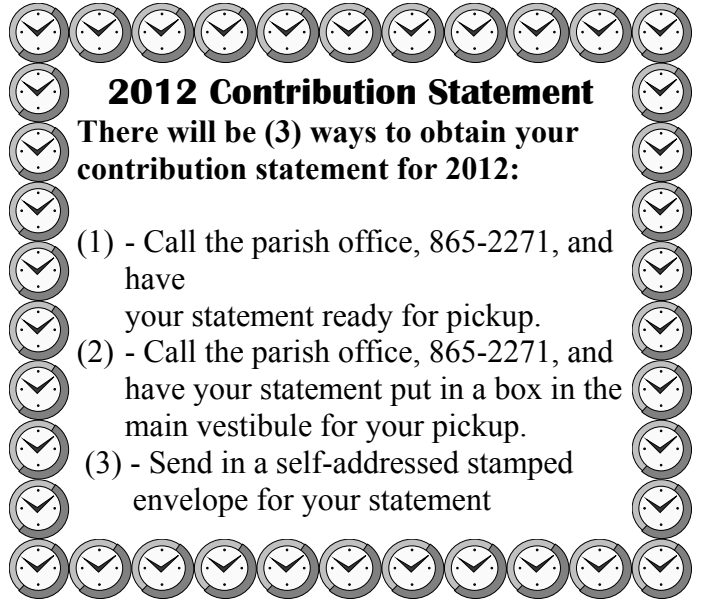 2012 Contribution Statement
There will be (3) ways to obtain your
contribution statement for 2012:
(1) - Call the parish office, 865-2271, and
have
your statement ready for pickup.
(2) - Call the parish office, 865-2271, and
have your statement put in a box in the
main vestibule for your pickup.
(3) - Send in a self-addressed stamped
envelope for your statement